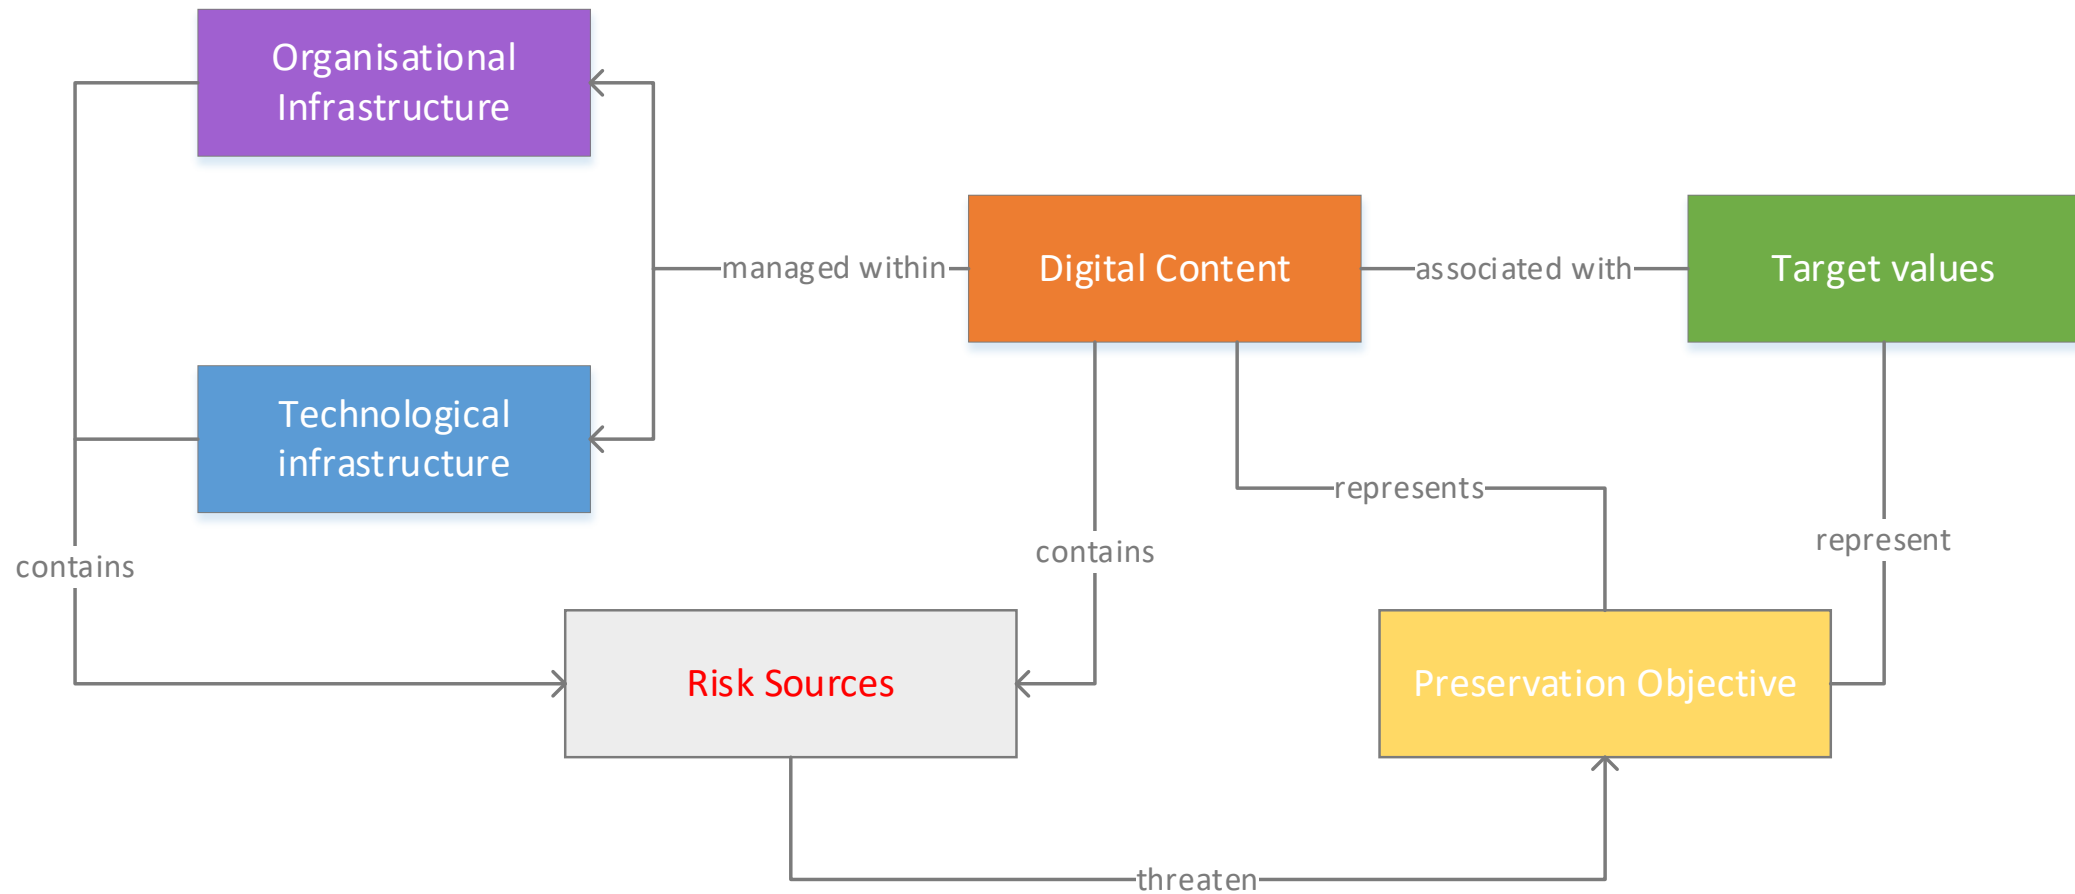 Organisational
Infrastructure
managed within
Digital Content
associated with
Target values
Technological
infrastructure
represents
contains
contains
represent
Risk Sources
Preservation Objective
threaten